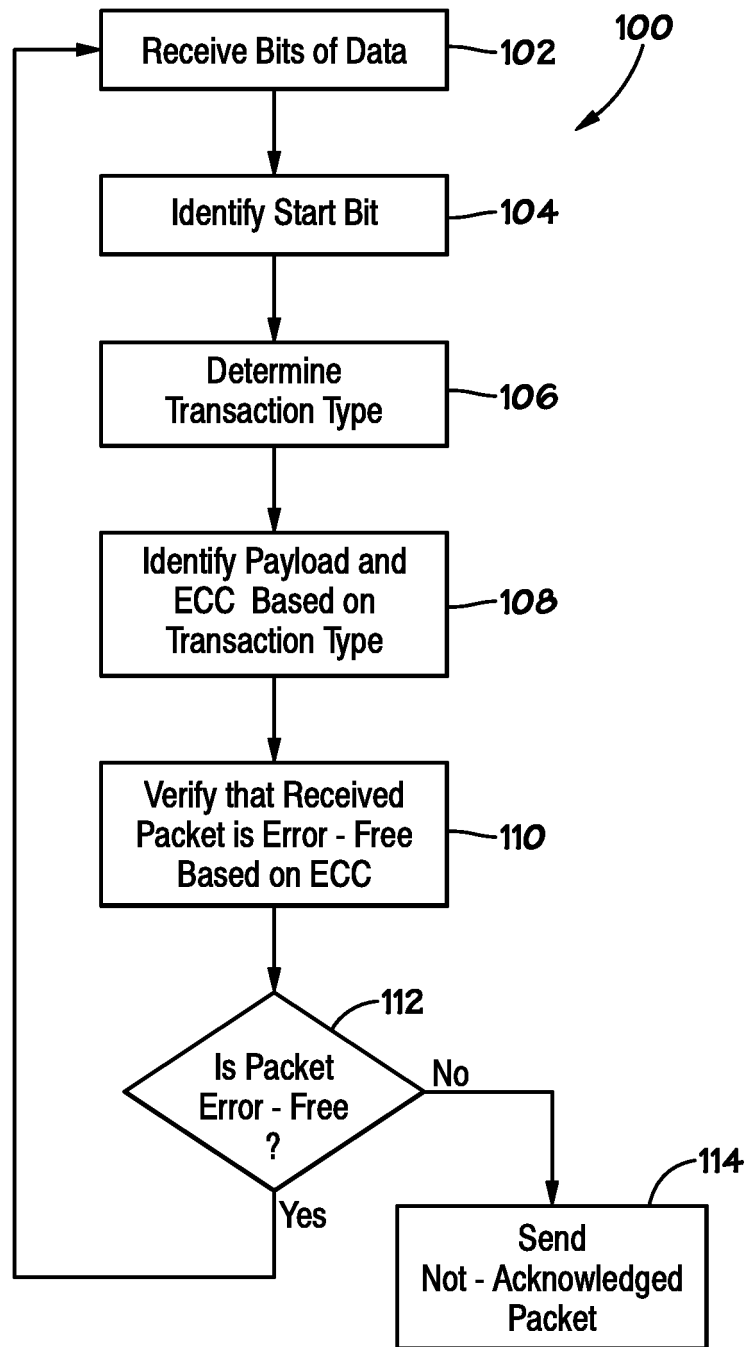 100
Receive Bits of Data
102
Identify Start Bit
104
Determine
Transaction Type
106
Identify Payload and
ECC Based on
Transaction Type
108
Verify that Received
Packet is Error - Free
Based on ECC
110
112
Is Packet
Error - Free
?
No
Yes
114
Send
Not - Acknowledged
Packet